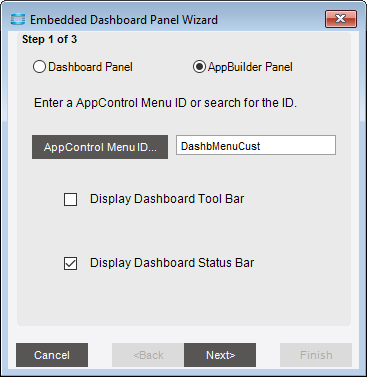 Embedded Dashboard Panel Wizard
Step 1 of 3
Dashboard Panel AppBuilder Panel
Enter a AppControl Menu ID or search for the ID.
AppControl Menu ID... DashbMenuCust
Display Dashboard Tool Bar
Display Dashboard Status Bar
Cancel <Back Next> Finish